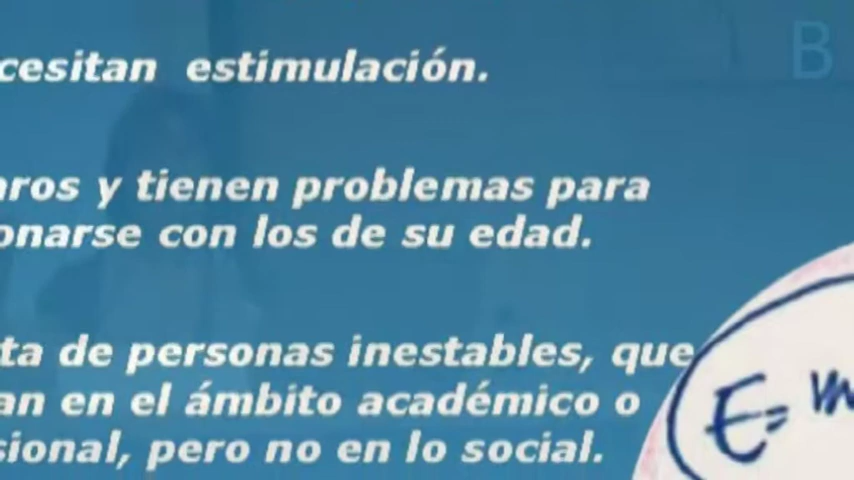 B
cesitan estimulación.
aros y tienen problemas para
onarse con los de su edad.
ta de personas inestables, que
an en el ámbito académico o
sional, pero no en lo social.
E= m